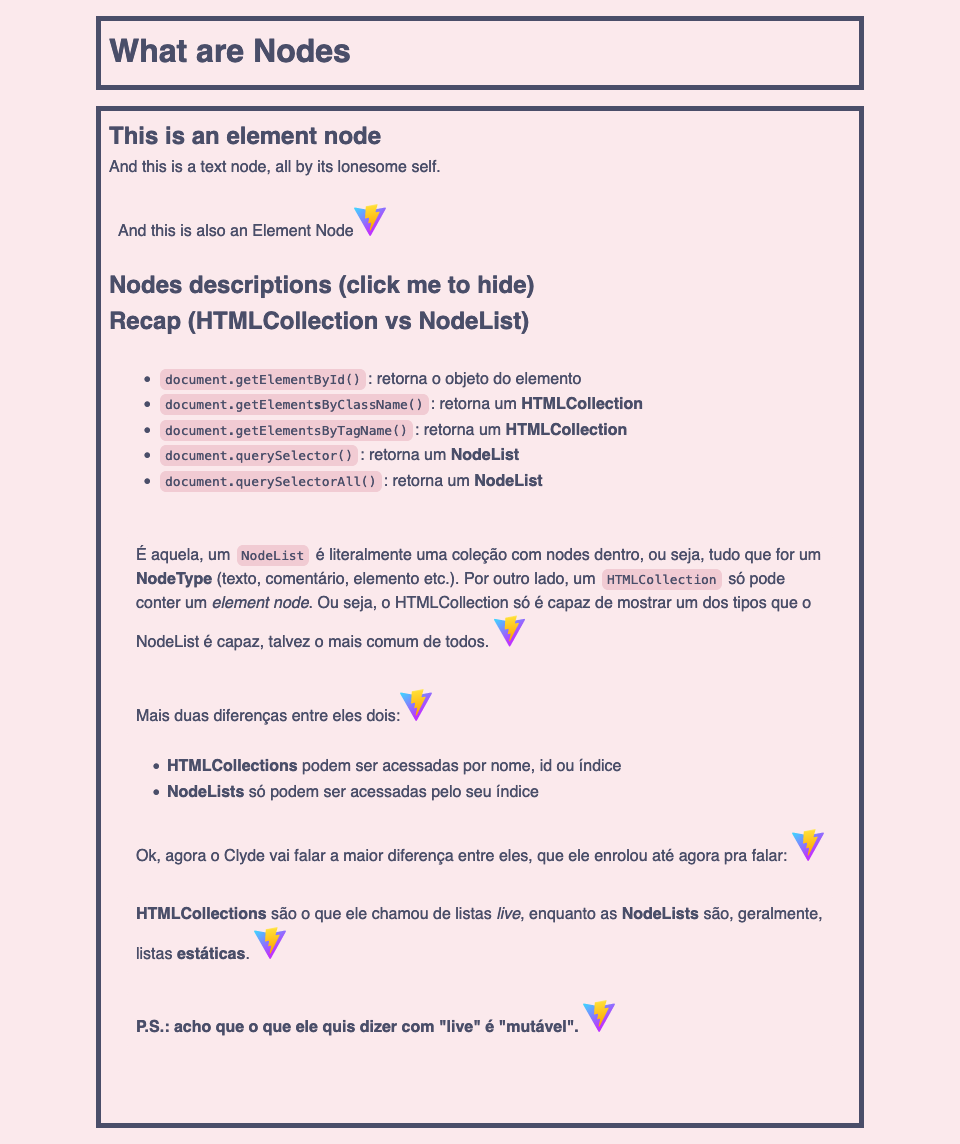 What are Nodes
This is an element node
And this is a text node, all by its lonesome self.
And this is also an Element Node
Nodes descriptions (click me to hide)
Recap (HTMLCollection vs NodeList)
• document.getElementById() : retorna o objeto do elemento
• document.getElementsByClassName() : retorna um HTMLCollection
• document.getElementsByTagName() : retorna um HTMLCollection
• document.querySelector() : retorna um NodeList
• document.querySelectorAll() : retorna um NodeList
É aquela, um NodeList é literalmente uma coleção com nodes dentro, ou seja, tudo que for um
NodeType (texto, comentário, elemento etc.). Por outro lado, um HTMLCollection só pode
conter um element node. Ou seja, o HTMLCollection só é capaz de mostrar um dos tipos que o
NodeList é capaz, talvez o mais comum de todos.
Mais duas diferenças entre eles dois:
• HTMLCollections podem ser acessadas por nome, id ou índice
• NodeLists só podem ser acessadas pelo seu índice
Ok, agora o Clyde vai falar a maior diferença entre eles, que ele enrolou até agora pra falar:
HTMLCollections são o que ele chamou de listas live, enquanto as NodeLists são, geralmente,
listas estáticas.
P.S.: acho que o que ele quis dizer com "live" é "mutável".